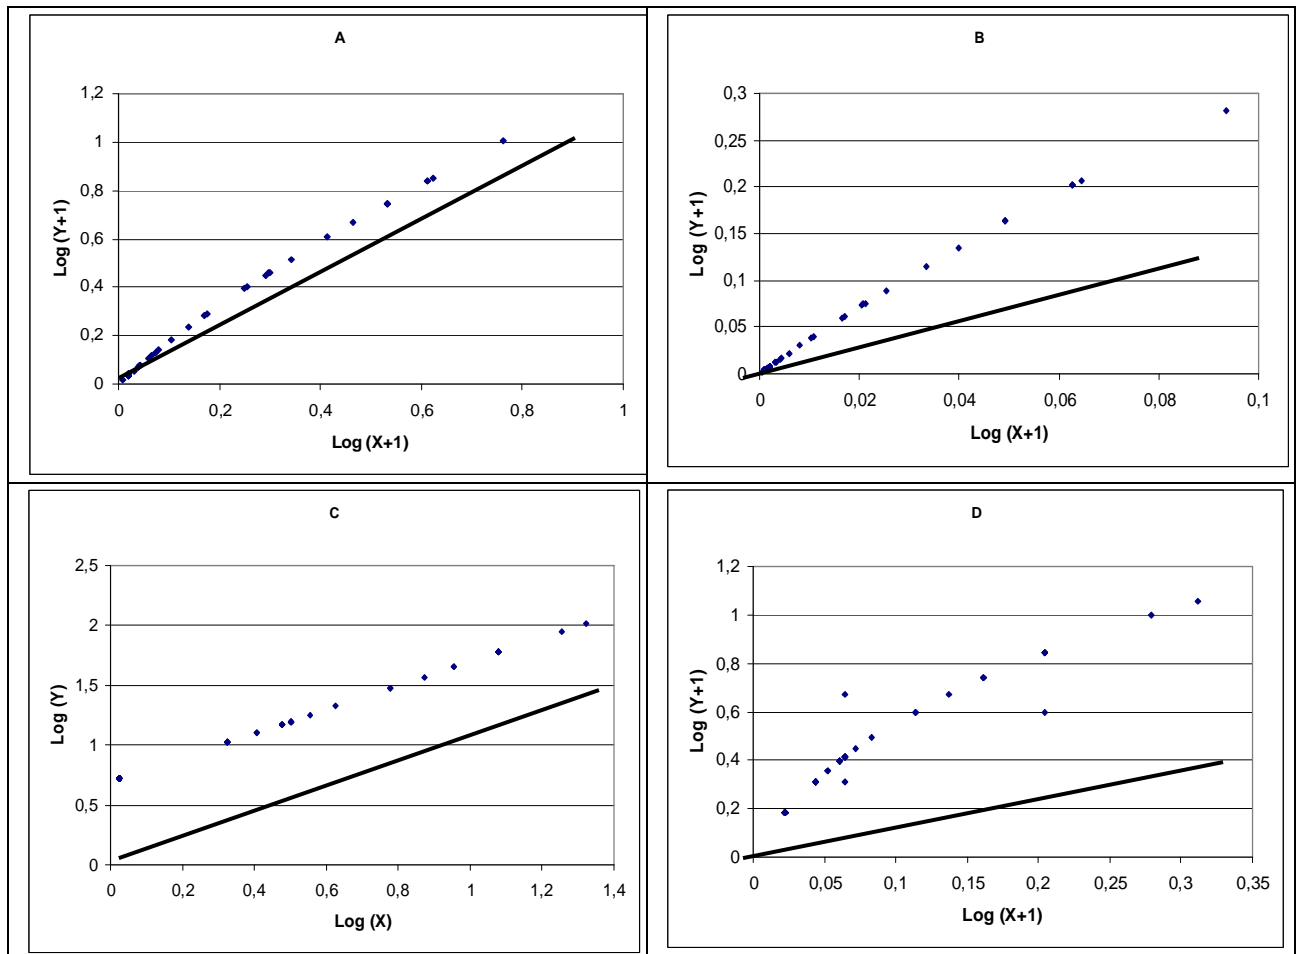 A
1,2
1
0,8
0,6
0,4
0,2
0
0 0,2 0,4 0,6 0,8 1
Log (X+1)
Log (Y+1)
B
0,3
0,25
0,2
0,15
0,1
0,05
0
0 0,02 0,04 0,06 0,08 0,1
Log (X+1)
Log (Y+1)
C
2,5
2
1,5
1
0,5
0
0 0,2 0,4 0,6 0,8 1 1,2 1,4
Log (X)
Log (Y)
D
1,2
1
0,8
0,6
0,4
0,2
0
0 0,05 0,1 0,15 0,2 0,25 0,3 0,35
Log (X+1)
Log (Y+1)